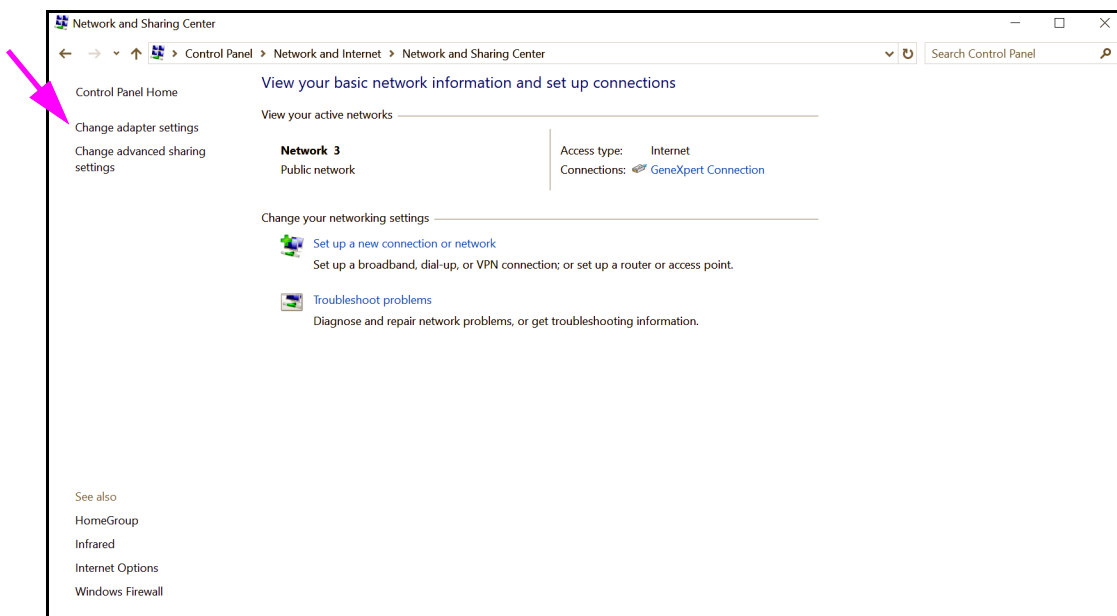 Network and Sharing Center
Control Panel > Network and Internet > Network and Sharing Center
Search Control Panel
Control Panel Home
Change adapter settings
Change advanced sharing
settings
View your basic network information and set up connections
View your active networks
Network 3
Public network
Access type: Internet
Connections: GeneXpert Connection
Change your networking settings
Set up a new connection or network
Set up a broadband, dial-up, or VPN connection; or set up a router or access point.
Troubleshoot problems
Diagnose and repair network problems, or get troubleshooting information.
See also
HomeGroup
Infrared
Internet Options
Windows Firewall